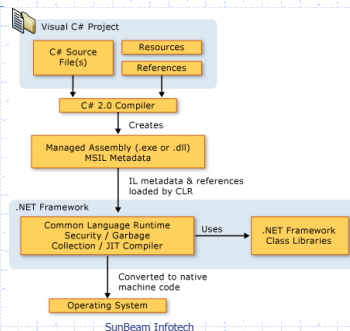 Visual C# Project
C# Source
File(s)
Resources
References
C# 2.0 Compiler
Creates
Managed Assembly (.exe or .dll)
MSIL Metadata
IL metadata & references
loaded by CLR
.NET Framework
Common Language Runtime
Security / Garbage
Collection / JIT Compiler
Uses
.NET Framework
Class Libraries
Converted to native
machine code
Operating System
SunBeam Infotech